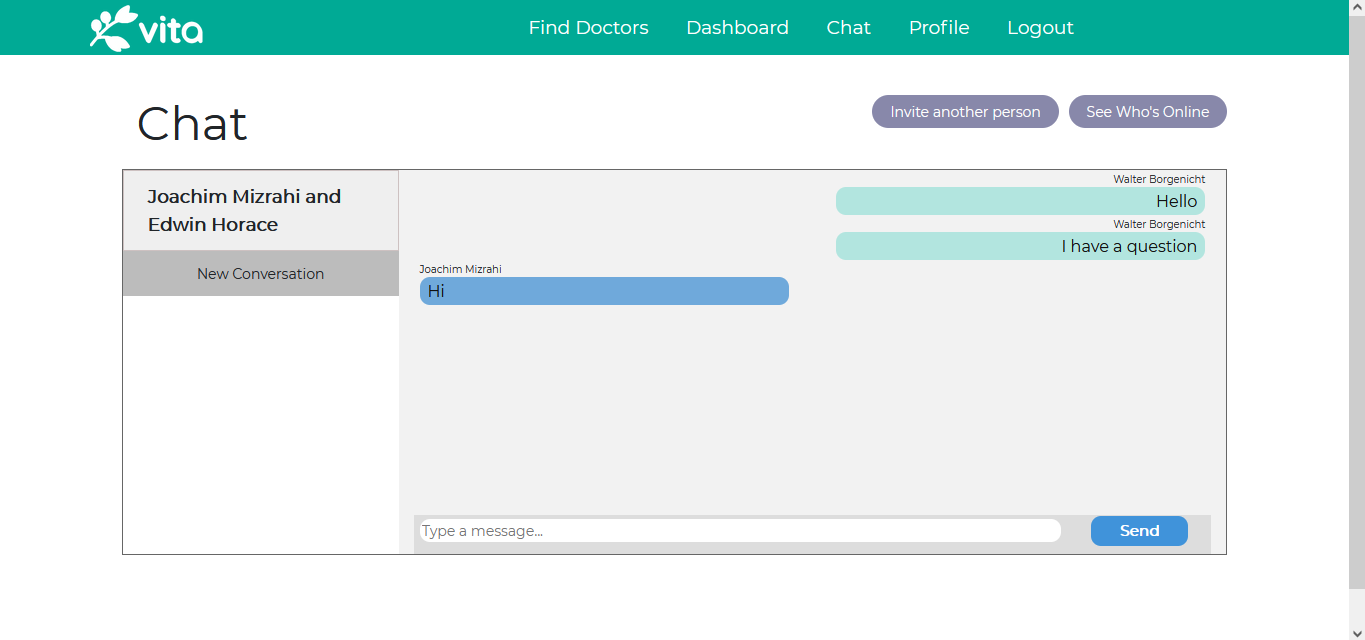 vita
Find Doctors Dashboard Chat Profile Logout
Chat
Invite another person See Who's Online
Joachim Mizrahi and
Edwin Horace
New Conversation
Walter Borgenicht
Hello
Walter Borgenicht
I have a question
Joachim Mizrahi
Hi
Type a message... Send